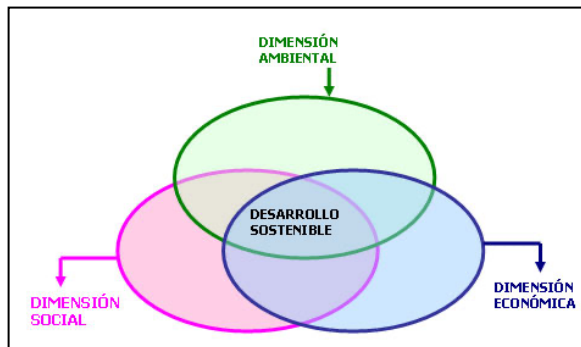 DIMENSIÓN
AMBIENTAL
DESARROLLO
SOSTENIBLE
DIMENSIÓN
SOCIAL
DIMENSIÓN
ECONÓMICA